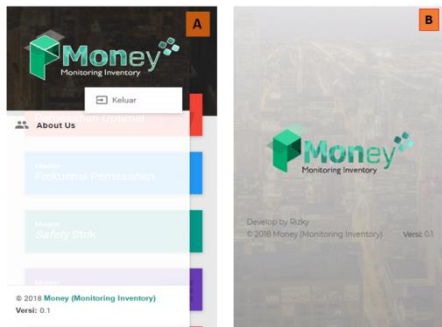 A
Money
Monitoring Inventory
Keluar
About Us
Frekuensi Pemesanan
Safety Stok
© 2018 Money (Monitoring Inventory)
Versi: 0.1
B
Money
Monitoring Inventory
Develop by Rizky
© 2018 Money (Monitoring Inventory) Versi: 0.1